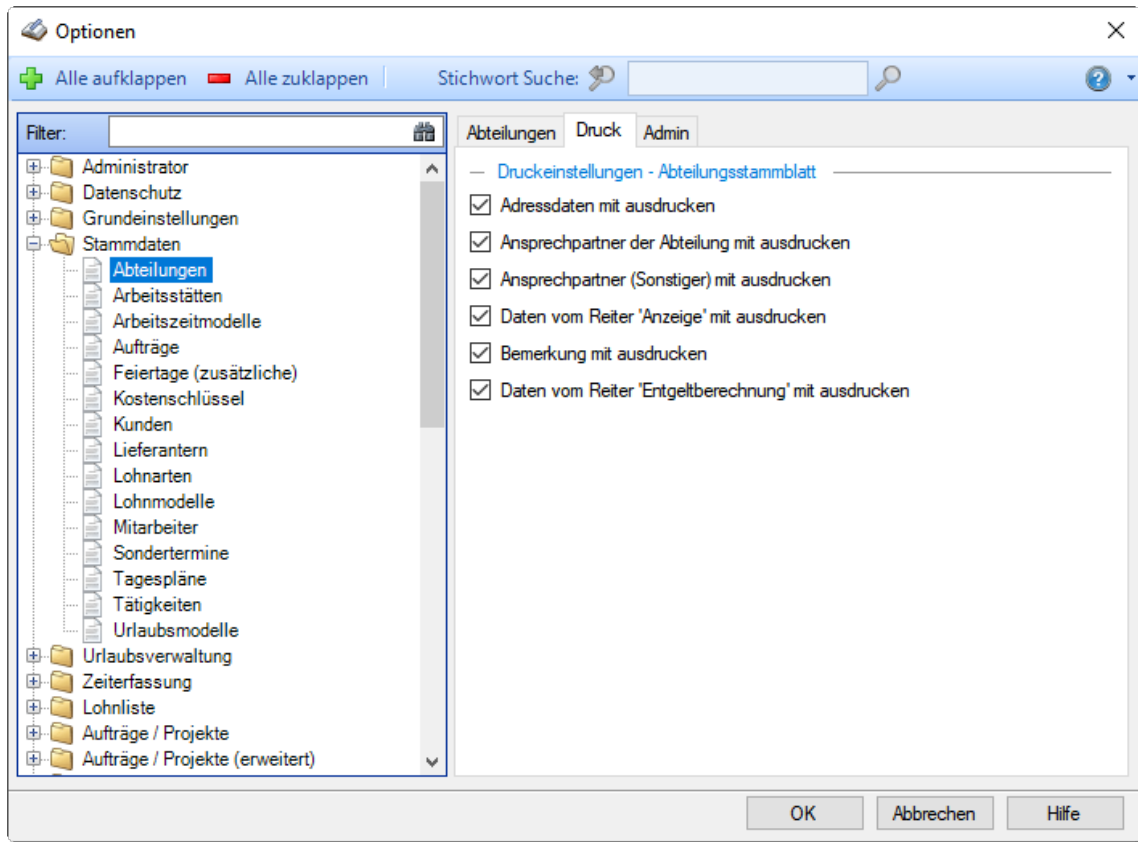 Optionen
Alle aufklappen Alle zuklappen Stichwort Suche:
Filter:
Administrator
Datenschutz
Grundeinstellungen
Stammdaten
Abteilungen
Arbeitsstätten
Arbeitszeitmodelle
Aufträge
Feiertage (zusätzliche)
Kostenschlüssel
Kunden
Lieferantern
Lohnarten
Lohnmodelle
Mitarbeiter
Sondertermine
Tagespläne
Tätigkeiten
Urlaubsmodelle
Urlaubsverwaltung
Zeiterfassung
Lohnliste
Aufträge / Projekte
Aufträge / Projekte (erweitert)
Abteilungen Druck Admin
Druckeinstellungen - Abteilungsstammblatt
Adressdaten mit ausdrucken
Ansprechpartner der Abteilung mit ausdrucken
Ansprechpartner (Sonstiger) mit ausdrucken
Daten vom Reiter 'Anzeige' mit ausdrucken
Bemerkung mit ausdrucken
Daten vom Reiter 'Entgeltberechnung' mit ausdrucken
OK Abbrechen Hilfe